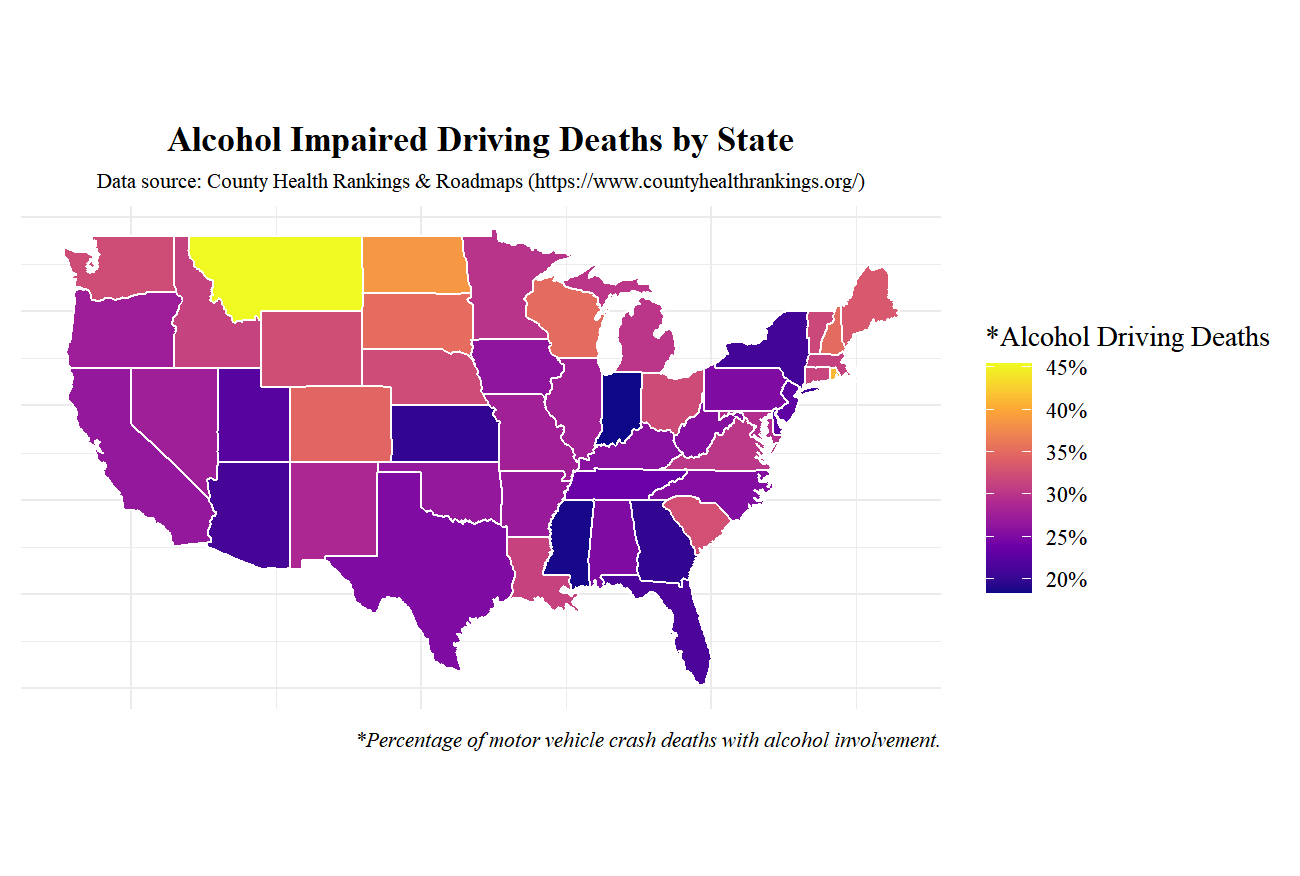 Alcohol Impaired Driving Deaths by State
Data source: County Health Rankings & Roadmaps (https://www.countyhealthrankings.org/)
*Alcohol Driving Deaths
45%
40%
35%
30%
25%
20%
*Percentage of motor vehicle crash deaths with alcohol involvement.